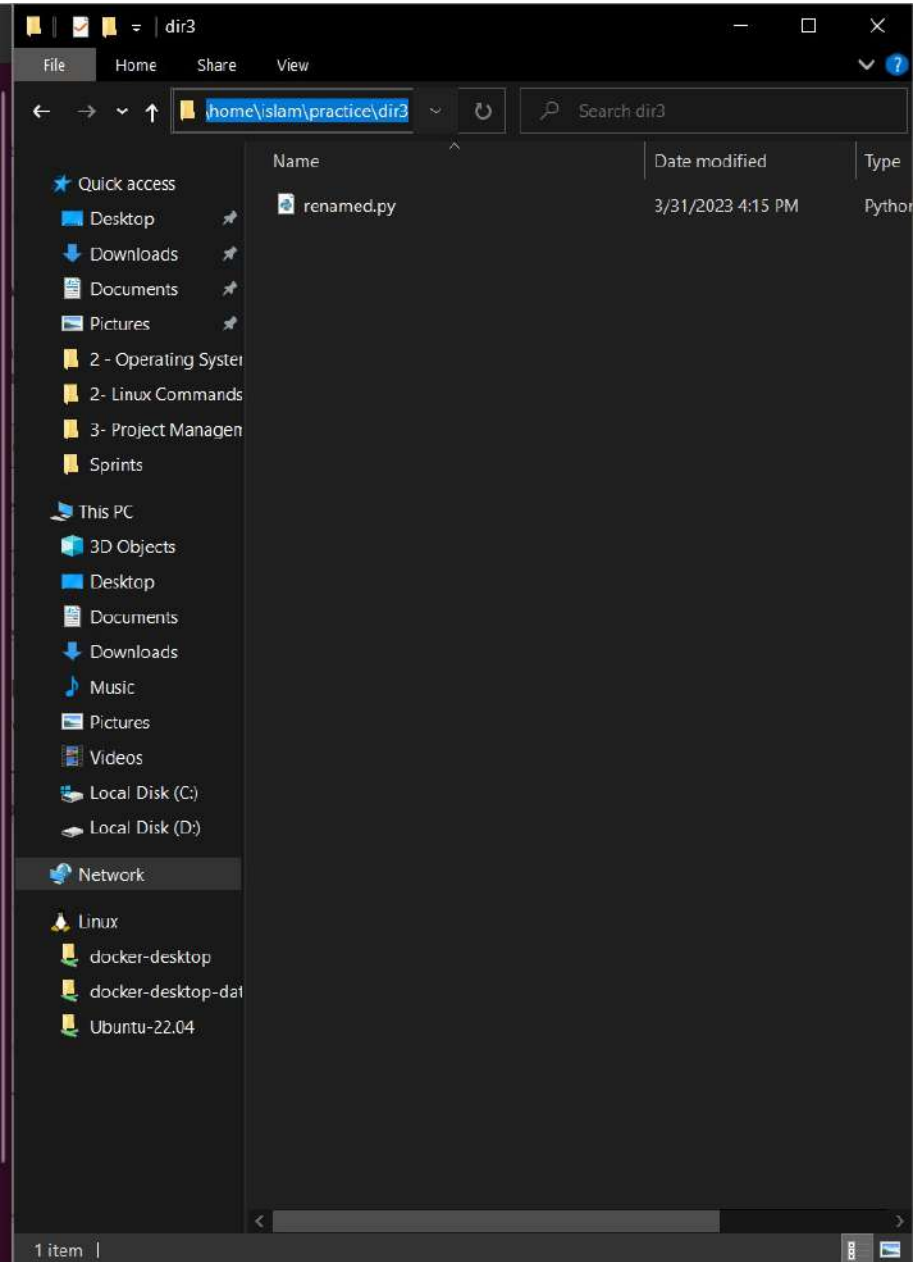 dir3
File Home Share View
\home\islam\practice\dir3
Search dir3
Name Date modified Type
renamed.py 3/31/2023 4:15 PM Python
Quick access
Desktop
Downloads
Documents
Pictures
2 - Operating System
2- Linux Commands
3- Project Managem
Sprints
This PC
3D Objects
Desktop
Documents
Downloads
Music
Pictures
Videos
Local Disk (C:)
Local Disk (D:)
Network
Linux
docker-desktop
docker-desktop-dat
Ubuntu-22.04
1 item